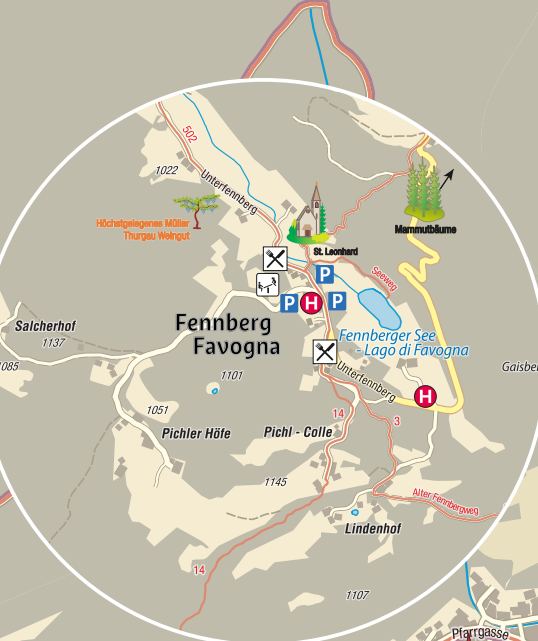 502
1022
Unterfennberg
Höchstgelegenes Müller
Thurgau Weingut
Mammutbäume
St. Leonhard
Seeweg
P
P
H
P
Salcherhof
1137
1085
Fennberg
Favogna
Fennberger See
- Lago di Favogna
Gaisbe
1101
Unterfennberg
H
1051
Pichler Höfe
14
3
Pichl - Colle
1145
Alter Fennbergweg
Lindenhof
14
1107
Pfarrgasse